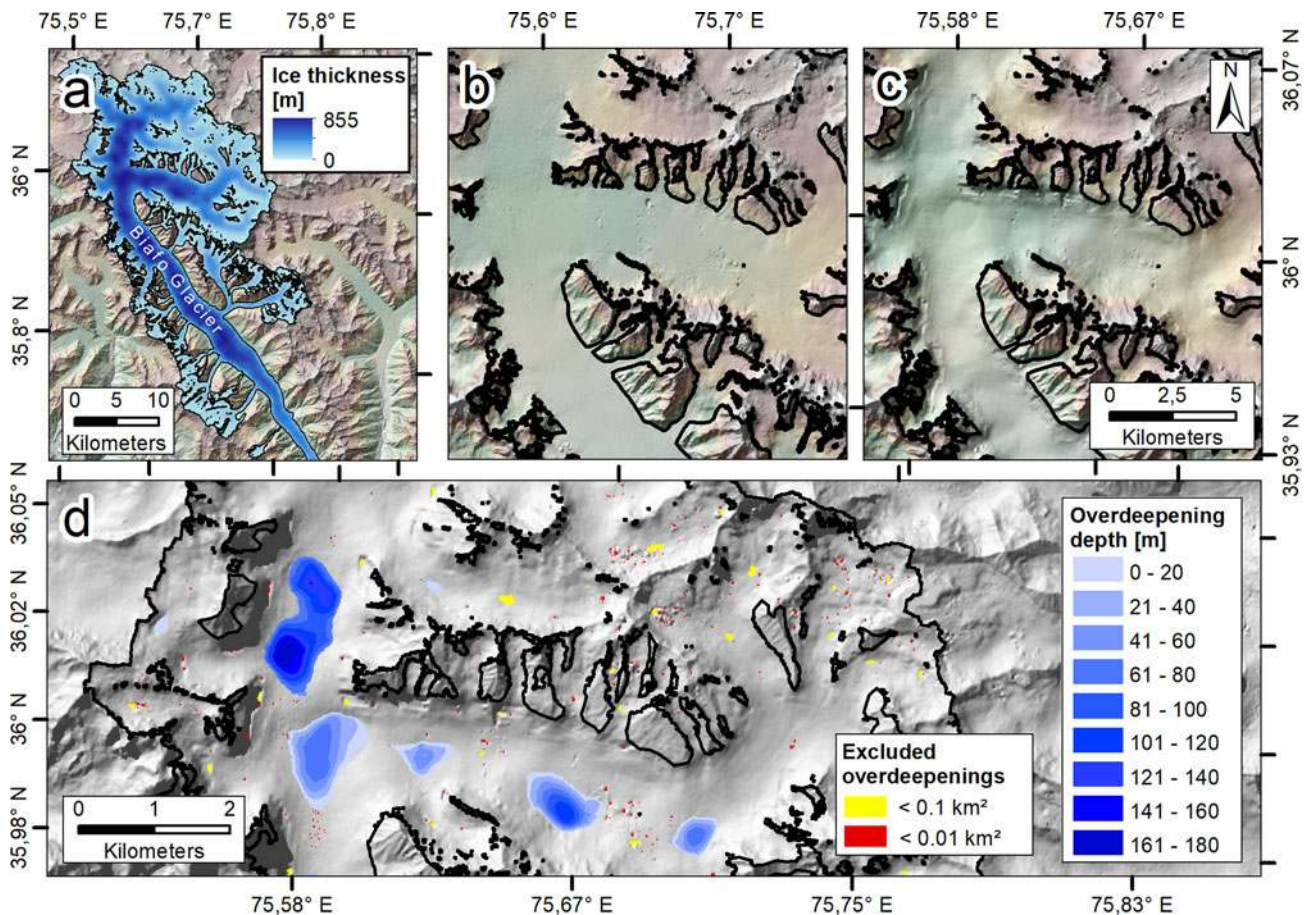 75,5° E 75,7° E 75,8° E 75,6° E 75,7° E 75,58° E 75,67° E
a
Ice thickness
[m]
855
0
36° N
35,8° N
Biafo Glacier
0 5 10
Kilometers
b
c
N
36,07° N
36° N
35,93° N
0 2,5 5
Kilometers
d
36,05° N
36,02° N
36° N
35,98° N
Overdeepening
depth [m]
0 - 20
21 - 40
41 - 60
61 - 80
81 - 100
101 - 120
121 - 140
141 - 160
161 - 180
Excluded
overdeepenings
< 0.1 km²
< 0.01 km²
0 1 2
Kilometers
75,58° E 75,67° E 75,75° E 75,83° E